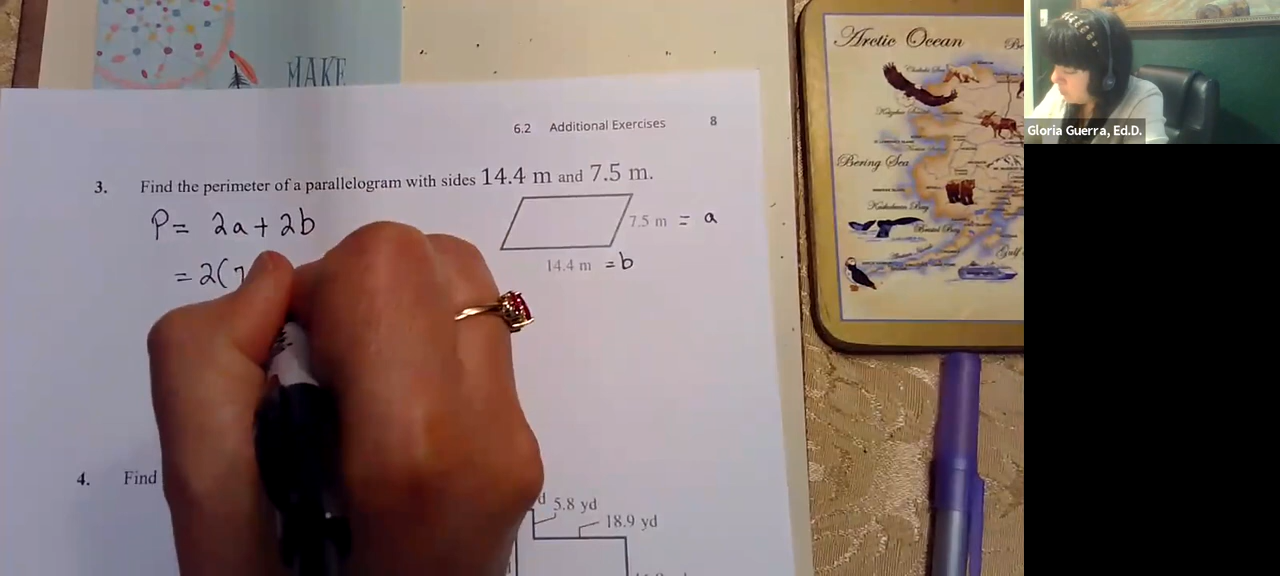 MAKE
Arctic Ocean
Bering Sea
Gloria Guerra, Ed.D.
6.2 Additional Exercises 8
3. Find the perimeter of a parallelogram with sides 14.4 m and 7.5 m.
P = 2a + 2b
7.5 m = a
= 2(7
14.4 m = b
4. Find
d 5.8 yd
18.9 yd